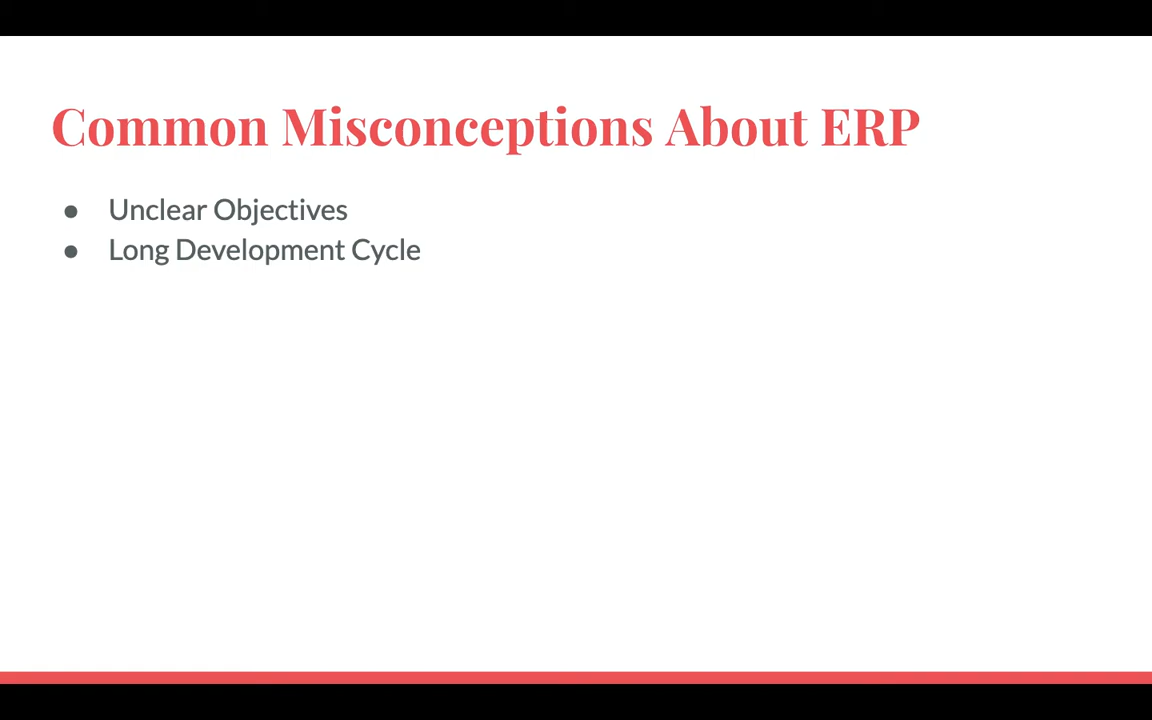 Common Misconceptions About ERP
● Unclear Objectives
● Long Development Cycle